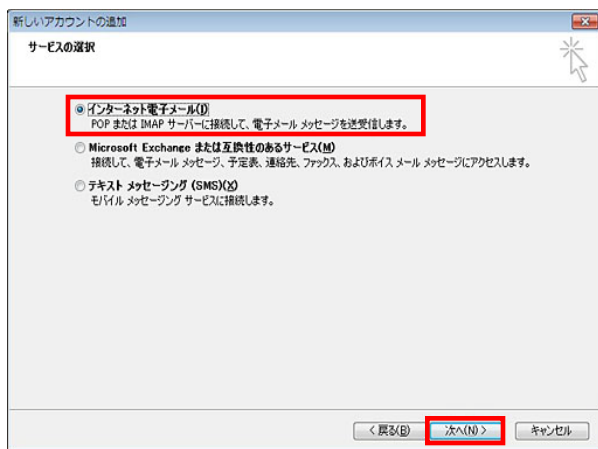 新しいアカウントの追加
サービスの選択
インターネット電子メール(I)
POP または IMAP サーバーに接続して、電子メール メッセージを送受信します。
Microsoft Exchange または互換性のあるサービス(M)
接続して、電子メール メッセージ、予定表、連絡先、ファックス、およびボイス メール メッセージにアクセスします。
テキスト メッセージング (SMS)(X)
モバイル メッセージング サービスに接続します。
< 戻る(B) 次へ(N) > キャンセル